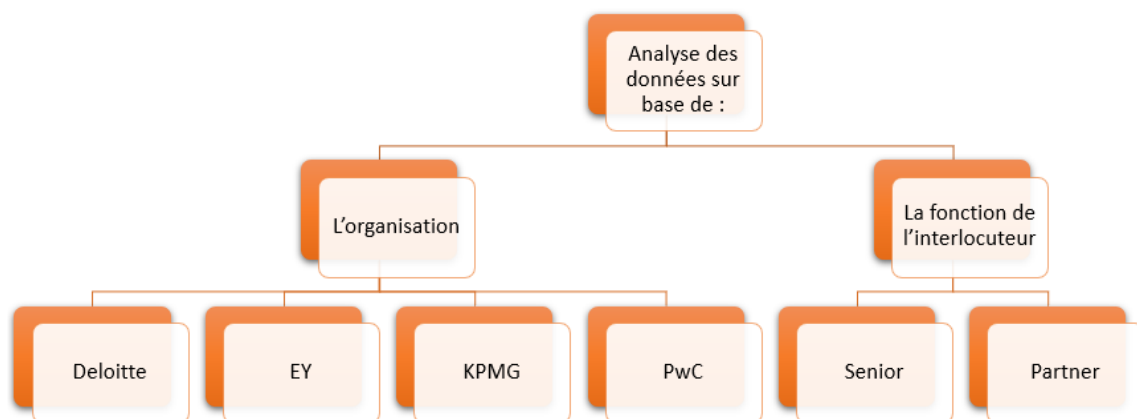 Analyse des
données sur
base de :
L'organisation
La fonction de
l'interlocuteur
Deloitte
EY
KPMG
PwC
Senior
Partner